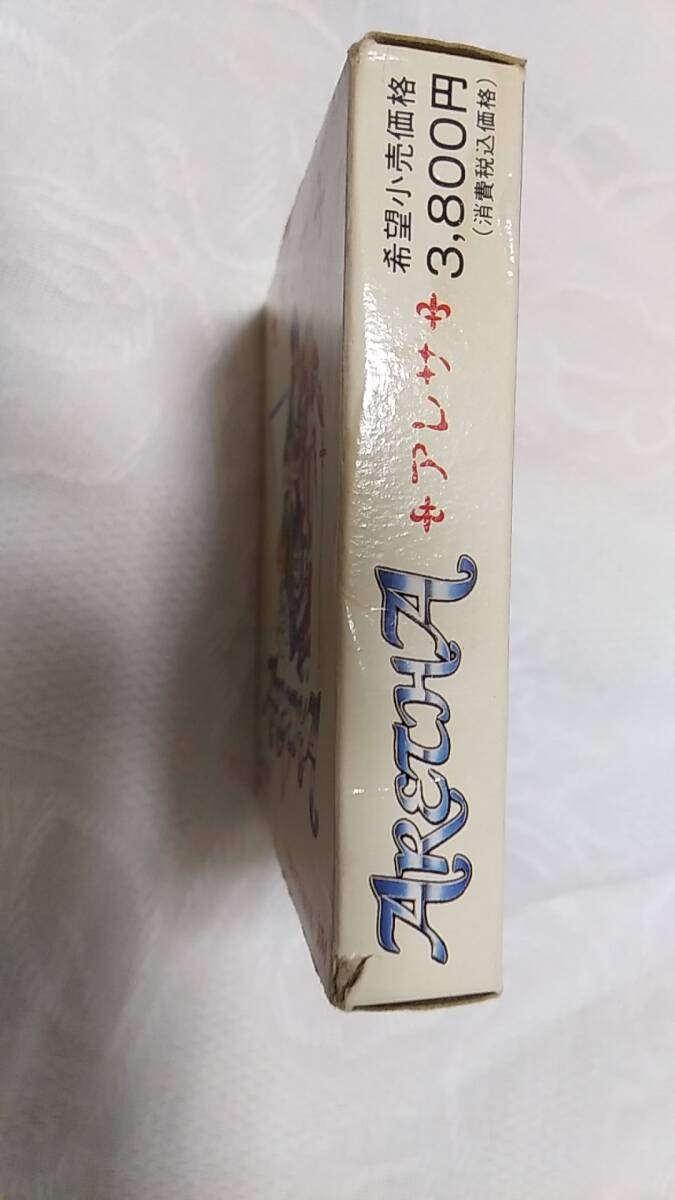 ARETHA
アレサ
希望小売価格
3,800円
(消費税込価格)